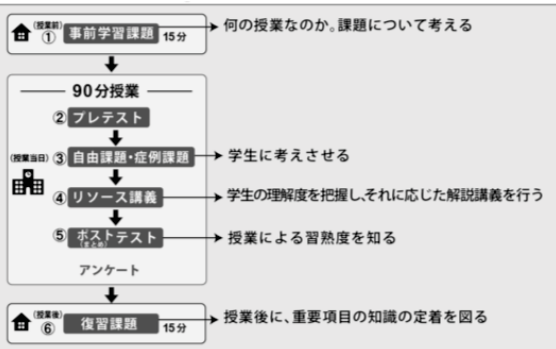 (授業前)
① 事前学習課題 15分 何の授業なのか。課題について考える
90分授業
② プレテスト
(授業当日) ③ 自由課題・症例課題 学生に考えさせる
④ リソース講義 学生の理解度を把握し、それに応じた解説講義を行う
⑤ ポストテスト 授業による習熟度を知る
(まとめ)
アンケート
(授業後)
⑥ 復習課題 15分 授業後に、重要項目の知識の定着を図る